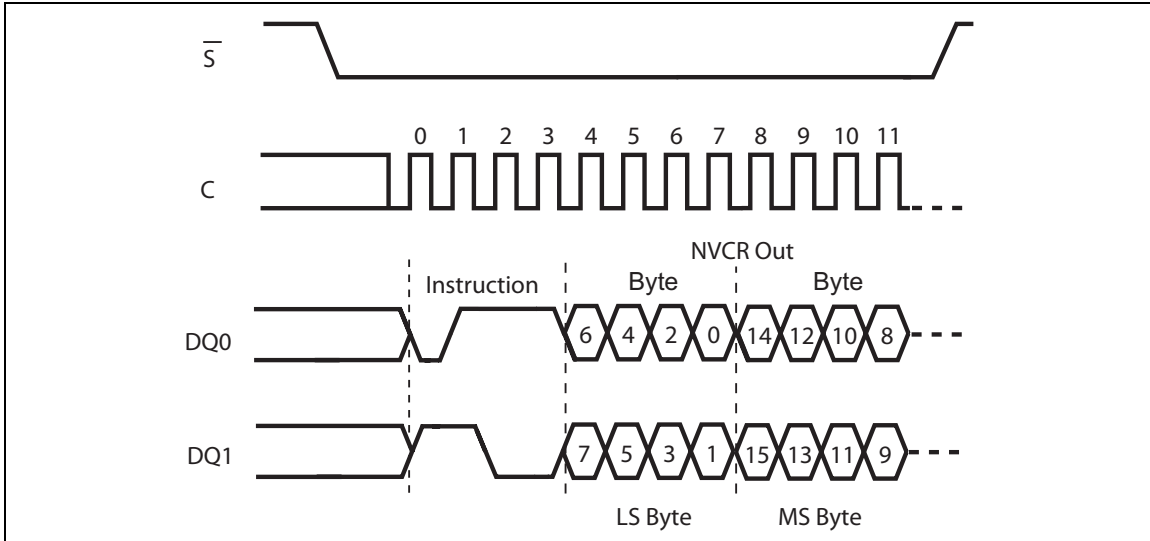 S
0 1 2 3 4 5 6 7 8 9 10 11
C
NVCR Out
Instruction Byte Byte
DQ0 6 4 2 0 14 12 10 8
DQ1 7 5 3 1 15 13 11 9
LS Byte MS Byte